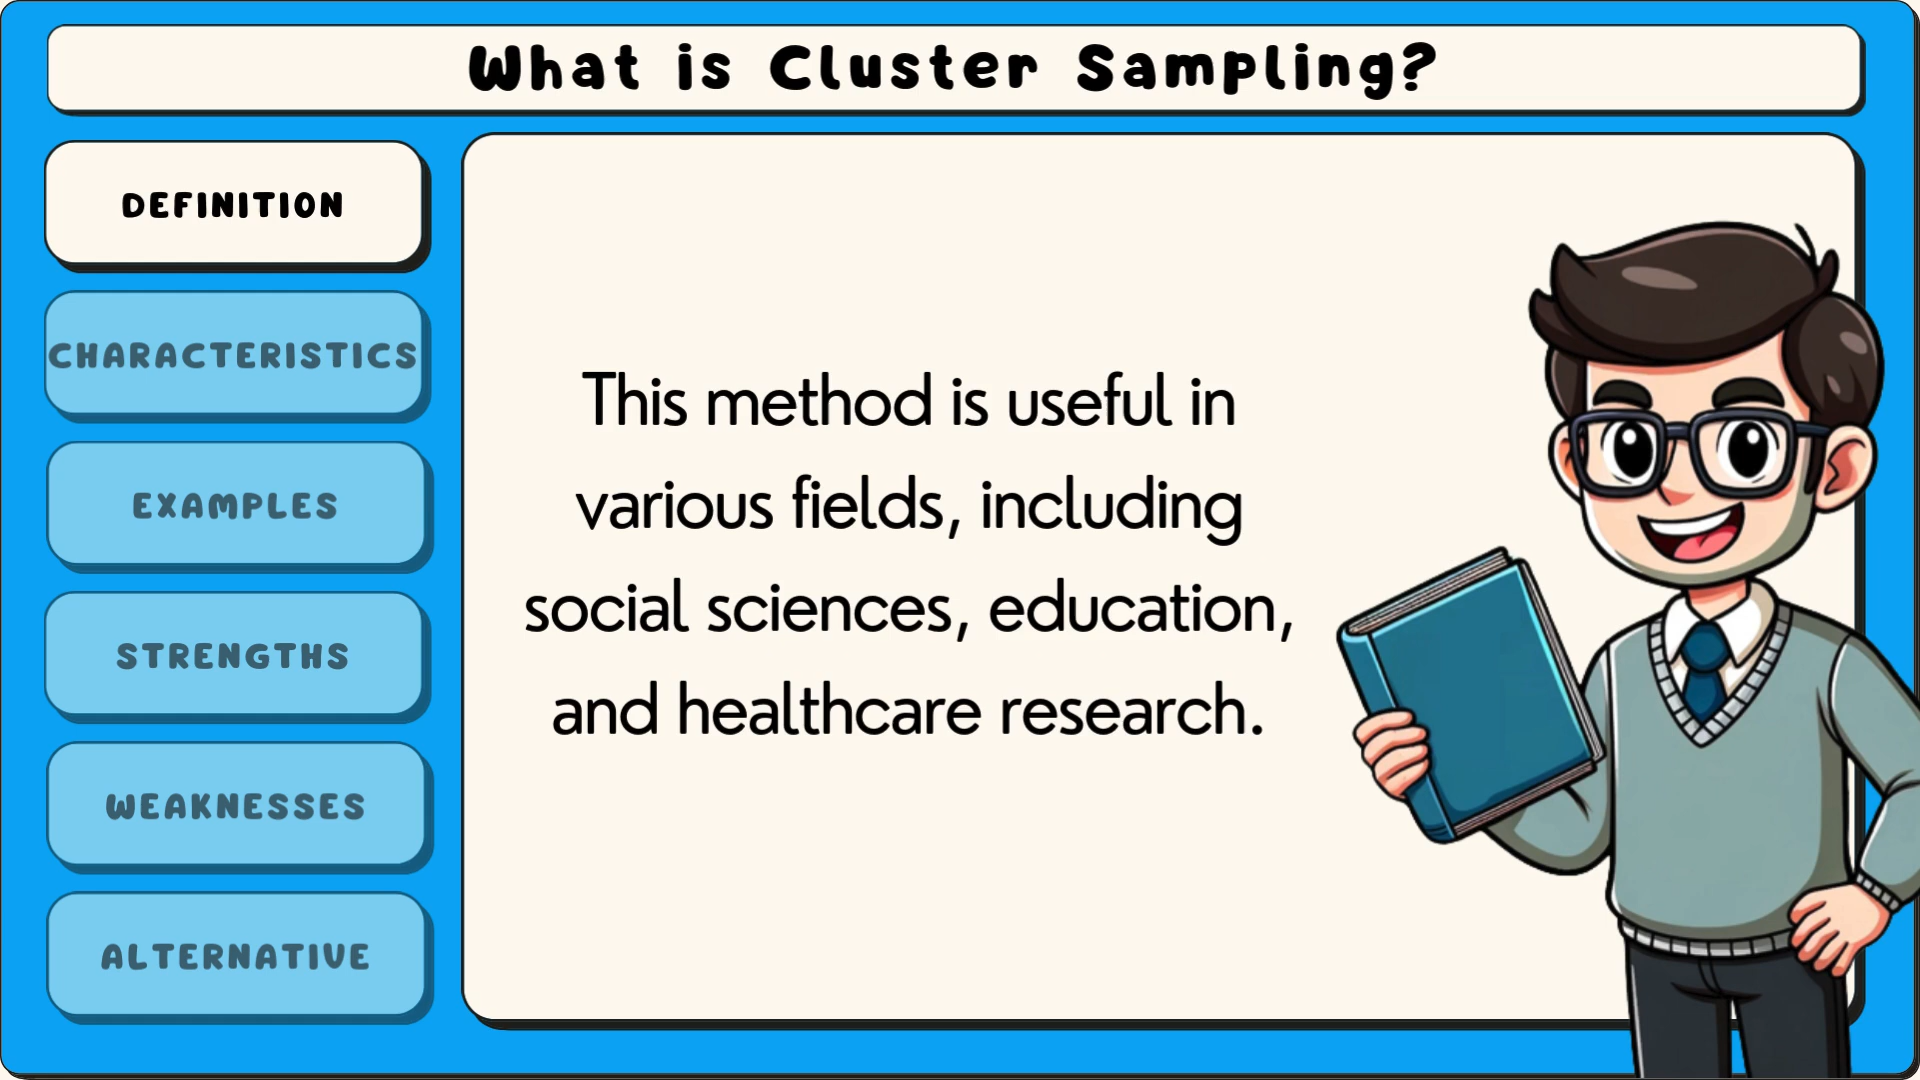 What is Cluster Sampling?
DEFINITION
CHARACTERISTICS
EXAMPLES
STRENGTHS
WEAKNESSES
ALTERNATIVE
This method is useful in
various fields, including
social sciences, education,
and healthcare research.